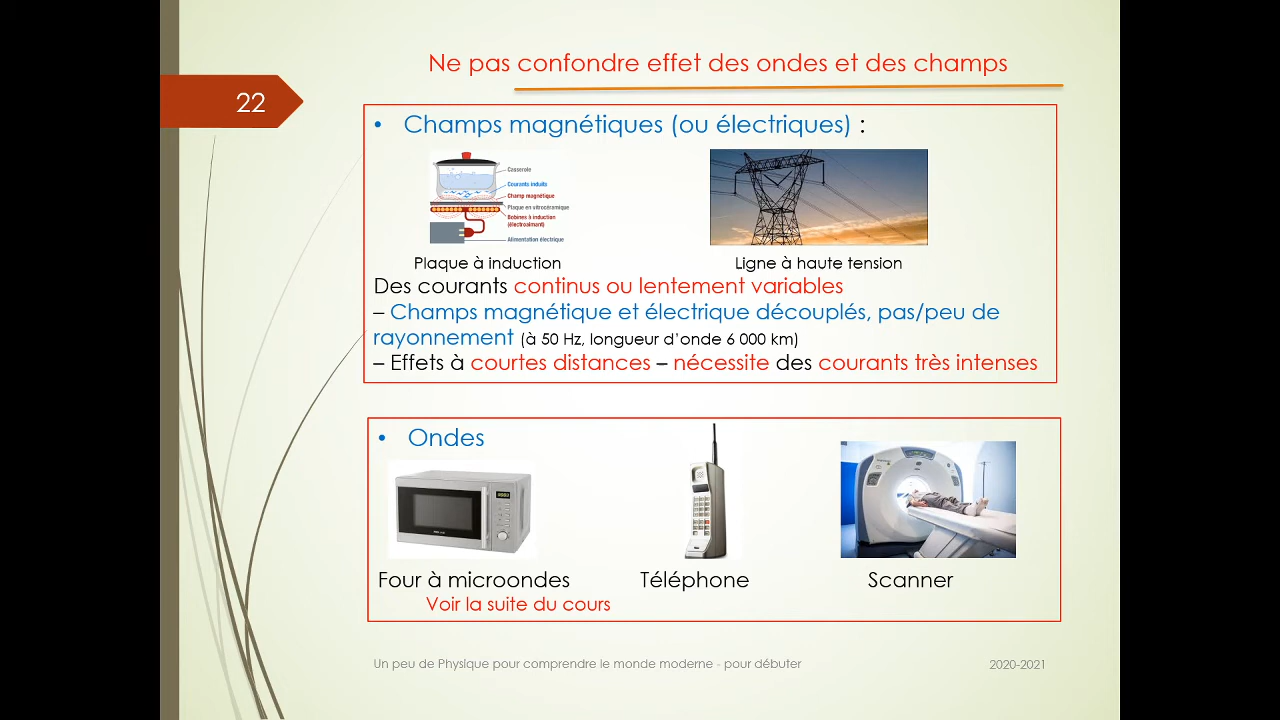 Ne pas confondre effet des ondes et des champs
22
• Champs magnétiques (ou électriques) :
Casserole
Courants induits
Champ magnétique
Plaque en vitrocéramique
Bobines à induction
(électroaimant)
Alimentation électrique
Plaque à induction
Ligne à haute tension
Des courants continus ou lentement variables
– Champs magnétique et électrique découplés, pas/peu de
rayonnement (à 50 Hz, longueur d’onde 6 000 km)
– Effets à courtes distances – nécessite des courants très intenses
• Ondes
Four à microondes
Téléphone
Scanner
Voir la suite du cours
Un peu de Physique pour comprendre le monde moderne - pour débuter
2020-2021